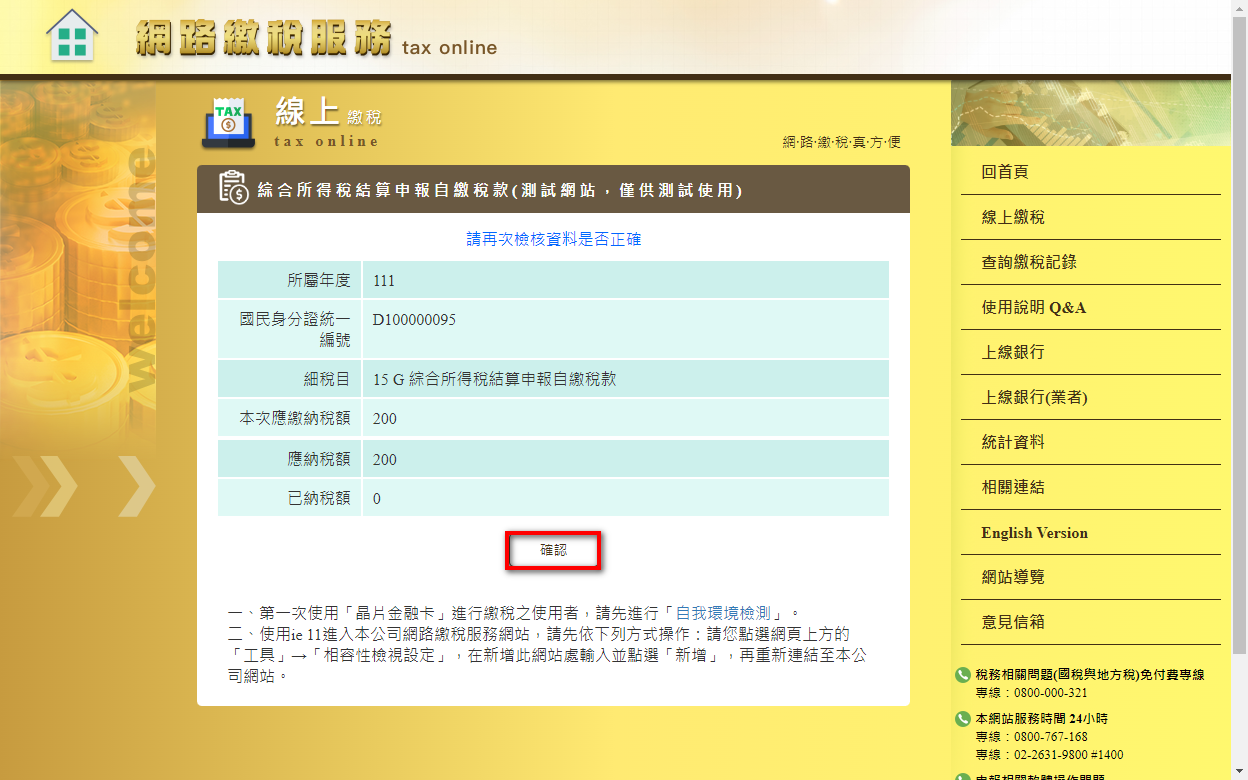 網路繳稅服務 tax online
TAX
線上 繳稅
tax online
網‧路‧繳‧稅‧真‧方‧便
welcome
綜合所得稅結算申報自繳稅款(測試網站，僅供測試使用)
請再次檢核資料是否正確
所屬年度 111
國民身分證統一
編號 D100000095
細稅目 15 G 綜合所得稅結算申報自繳稅款
本次應繳納稅額 200
應納稅額 200
已納稅額 0
確認
一、第一次使用「晶片金融卡」進行繳稅之使用者，請先進行「自我環境檢測」。
二、使用ie 11進入本公司網路繳稅服務網站，請先依下列方式操作：請您點選網頁上方的
「工具」→「相容性檢視設定」，在新增此網站處輸入並點選「新增」，再重新連結至本公
司網站。
回首頁
線上繳稅
查詢繳稅記錄
使用說明 Q&A
上線銀行
上線銀行(業者)
統計資料
相關連結
English Version
網站導覽
意見信箱
稅務相關問題(國稅與地方稅)免付費專線
專線：0800-000-321
本網站服務時間 24小時
專線：0800-767-168
專線：02-2631-9800 #1400
申報相關軟體操作問題